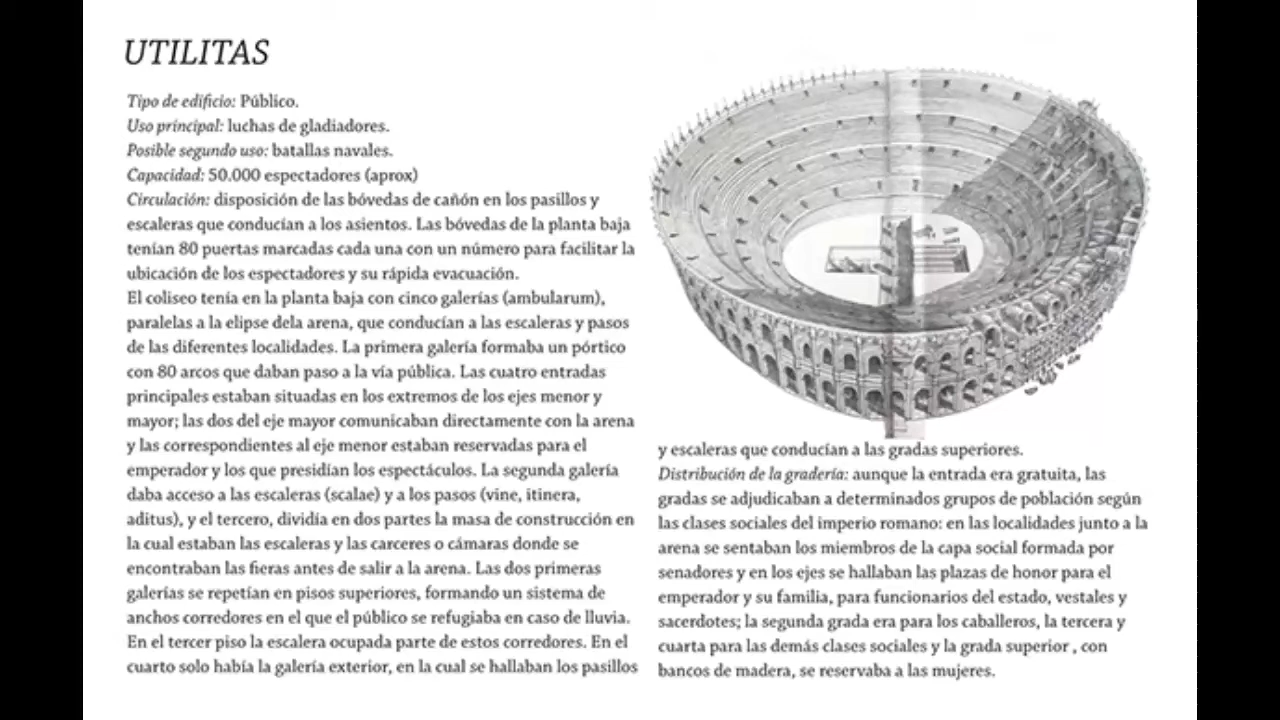 UTILITAS
Tipo de edificio: Público.
Uso principal: luchas de gladiadores.
Posible segundo uso: batallas navales.
Capacidad: 50.000 espectadores (aprox)
Circulación: disposición de las bóvedas de cañón en los pasillos y
escaleras que conducían a los asientos. Las bóvedas de la planta baja
tenían 80 puertas marcadas cada una con un número para facilitar la
ubicación de los espectadores y su rápida evacuación.
El coliseo tenía en la planta baja con cinco galerías (ambularum),
paralelas a la elipse dela arena, que conducían a las escaleras y pasos
de las diferentes localidades. La primera galería formaba un pórtico
con 80 arcos que daban paso a la vía pública. Las cuatro entradas
principales estaban situadas en los extremos de los ejes menor y
mayor; las dos del eje mayor comunicaban directamente con la arena
y las correspondientes al eje menor estaban reservadas para el
emperador y los que presidían los espectáculos. La segunda galería
daba acceso a las escaleras (scalae) y a los pasos (vine, itinera,
aditus), y el tercero, dividía en dos partes la masa de construcción en
la cual estaban las escaleras y las carceres o cámaras donde se
encontraban las fieras antes de salir a la arena. Las dos primeras
galerías se repetían en pisos superiores, formando un sistema de
anchos corredores en el que el público se refugiaba en caso de lluvia.
En el tercer piso la escalera ocupada parte de estos corredores. En el
cuarto solo había la galería exterior, en la cual se hallaban los pasillos
y escaleras que conducían a las gradas superiores.
Distribución de la gradería: aunque la entrada era gratuita, las
gradas se adjudicaban a determinados grupos de población según
las clases sociales del imperio romano: en las localidades junto a la
arena se sentaban los miembros de la capa social formada por
senadores y en los ejes se hallaban las plazas de honor para el
emperador y su familia, para funcionarios del estado, vestales y
sacerdotes; la segunda grada era para los caballeros, la tercera y
cuarta para las demás clases sociales y la grada superior , con
bancos de madera, se reservaba a las mujeres.